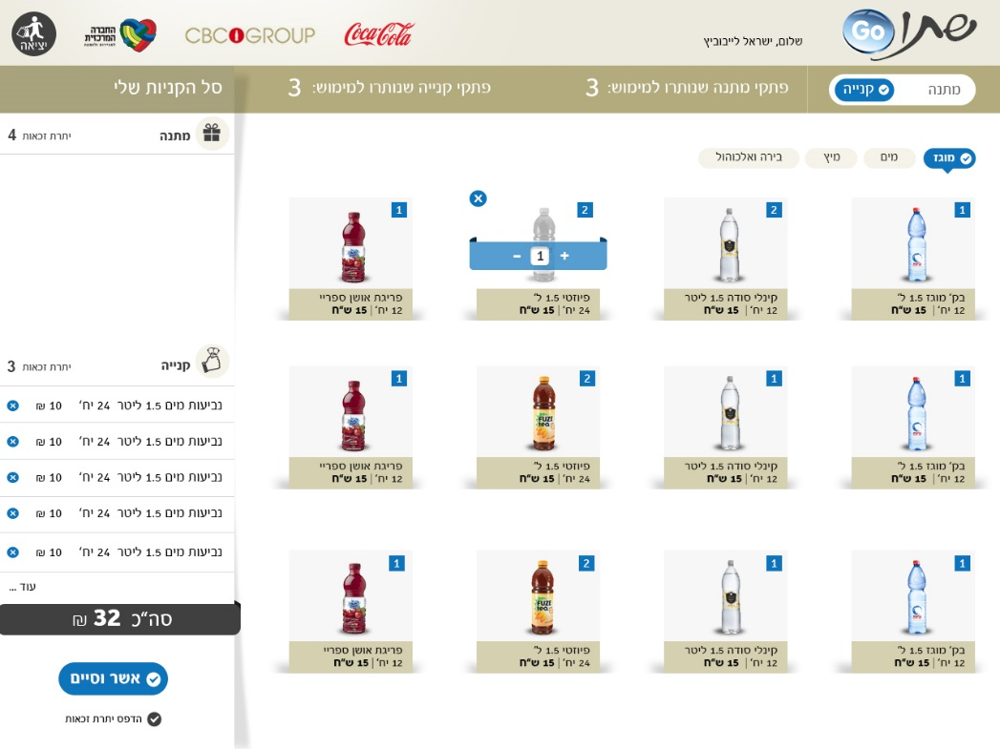 שתו Go
שלום, ישראל לייבוביץ
Coca-Cola
CBC GROUP
החברה
המרכזית
יציאה
מתנה
קנייה
פתקי מתנה שנותרו למימוש: 3
פתקי קנייה שנותרו למימוש: 3
סל הקניות שלי
מוגז
מים
מיץ
בירה ואלכוהול
1
2
2
1
- 1 +
בק' מוגז 1.5 ל'
12 יח' | 15 ש"ח
קינלי סודה 1.5 ליטר
12 יח' | 15 ש"ח
פיוזטי 1.5 ל'
24 יח' | 15 ש"ח
פריגת אושן ספריי
12 יח' | 15 ש"ח
1
1
2
1
FUZE
tea
בק' מוגז 1.5 ל'
12 יח' | 15 ש"ח
קינלי סודה 1.5 ליטר
12 יח' | 15 ש"ח
פיוזטי 1.5 ל'
24 יח' | 15 ש"ח
פריגת אושן ספריי
12 יח' | 15 ש"ח
1
1
2
1
FUZE
tea
בק' מוגז 1.5 ל'
12 יח' | 15 ש"ח
קינלי סודה 1.5 ליטר
12 יח' | 15 ש"ח
פיוזטי 1.5 ל'
24 יח' | 15 ש"ח
פריגת אושן ספריי
12 יח' | 15 ש"ח
מתנה יתרת זכאות 4
קנייה יתרת זכאות 3
נביעות מים 1.5 ליטר 24 יח' 10 ₪
נביעות מים 1.5 ליטר 24 יח' 10 ₪
נביעות מים 1.5 ליטר 24 יח' 10 ₪
נביעות מים 1.5 ליטר 24 יח' 10 ₪
נביעות מים 1.5 ליטר 24 יח' 10 ₪
עוד ...
סה"כ 32 ₪
אשר וסיים
הדפס יתרת זכאות